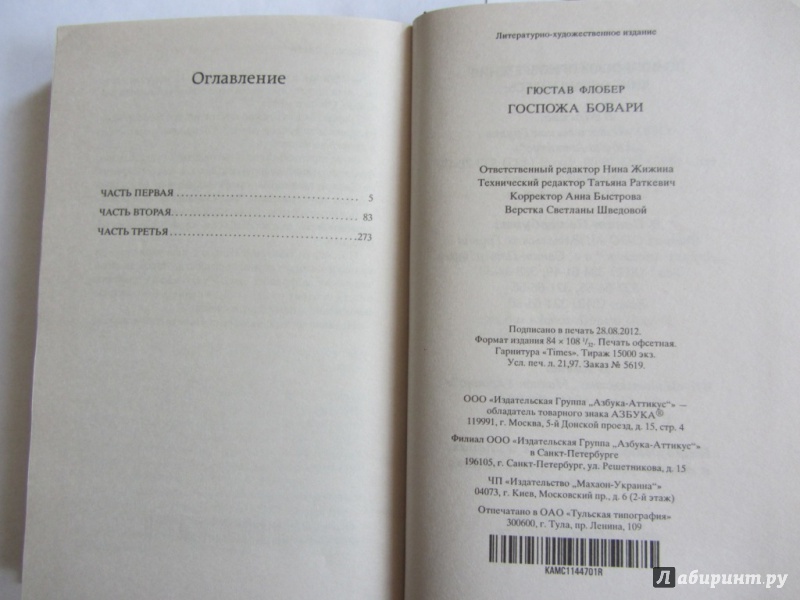 Оглавление
ЧАСТЬ ПЕРВАЯ 5
ЧАСТЬ ВТОРАЯ 83
ЧАСТЬ ТРЕТЬЯ 273
Литературно-художественное издание
ГЮСТАВ ФЛОБЕР
ГОСПОЖА БОВАРИ
Ответственный редактор Нина Жижина
Технический редактор Татьяна Раткевич
Корректор Анна Быстрова
Верстка Светланы Шведовой
Подписано в печать 28.08.2012.
Формат издания 84 × 108 1/32. Печать офсетная.
Гарнитура «Times». Тираж 15000 экз.
Усл. печ. л. 21,97. Заказ № 5619.
ООО «Издательская Группа „Азбука-Аттикус“» —
обладатель товарного знака АЗБУКА®
119991, г. Москва, 5-й Донской проезд, д. 15, стр. 4
Филиал ООО «Издательская Группа „Азбука-Аттикус“»
в Санкт-Петербурге
196105, г. Санкт-Петербург, ул. Решетникова, д. 15
ЧП «Издательство „Махаон-Украина“»
04073, г. Киев, Московский пр., д. 6 (2-й этаж)
Отпечатано в ОАО «Тульская типография»
300600, г. Тула, пр. Ленина, 109
KAMC1144701R
Лабиринт.ру